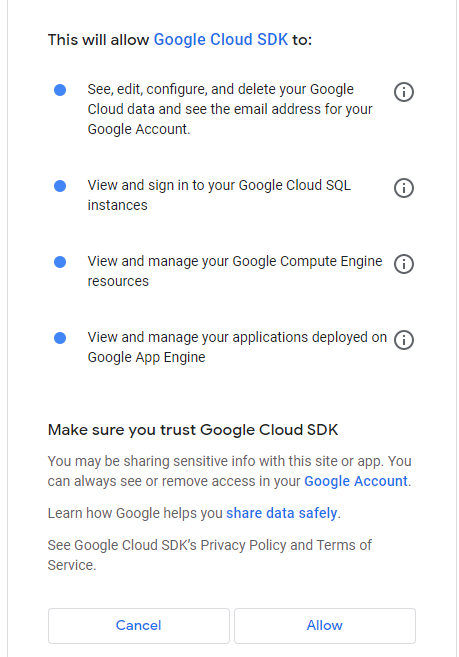 This will allow Google Cloud SDK to:
See, edit, configure, and delete your Google
Cloud data and see the email address for your
Google Account.
View and sign in to your Google Cloud SQL
instances
View and manage your Google Compute Engine
resources
View and manage your applications deployed on
Google App Engine
Make sure you trust Google Cloud SDK
You may be sharing sensitive info with this site or app. You
can always see or remove access in your Google Account.
Learn how Google helps you share data safely.
See Google Cloud SDK’s Privacy Policy and Terms of
Service.
Cancel
Allow